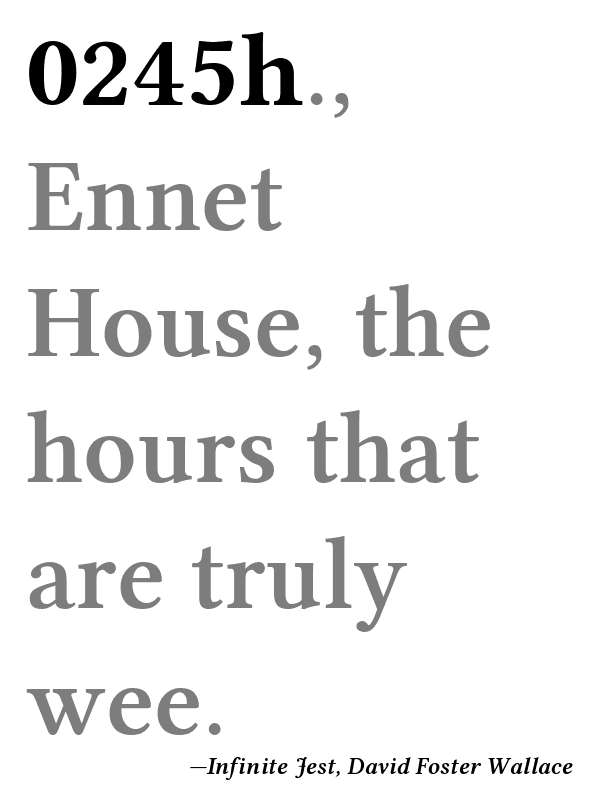 0245h.,
Ennet
House, the
hours that
are truly
wee.
—Infinite Jest, David Foster Wallace